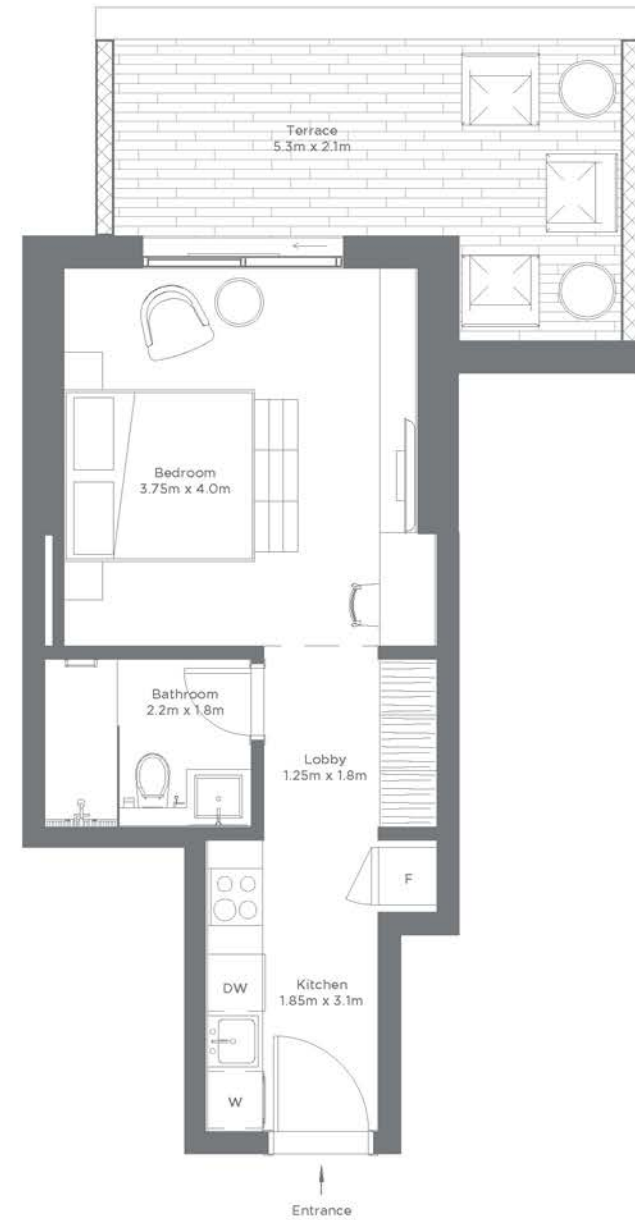 Terrace
5.3m x 2.1m
Bedroom
3.75m x 4.0m
Bathroom
2.2m x 1.8m
Lobby
1.25m x 1.8m
F
Kitchen
1.85m x 3.1m
DW
W
Entrance